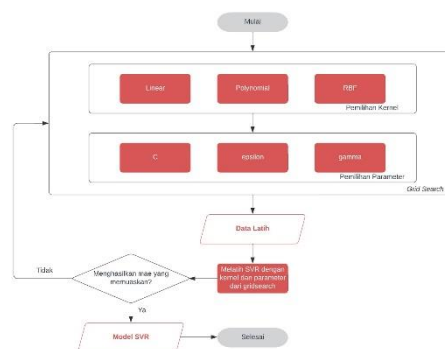 Mulai
Linear
Polynomial
RBF
Pemilihan Kernel
C
epsilon
gamma
Pemilihan Parameter
Grid Search
Data Latih
Tidak
Menghasilkan mae yang
memuaskan?
Melatih SVR dengan
kernel dan parameter
dari gridsearch
Ya
Model SVR
Selesai